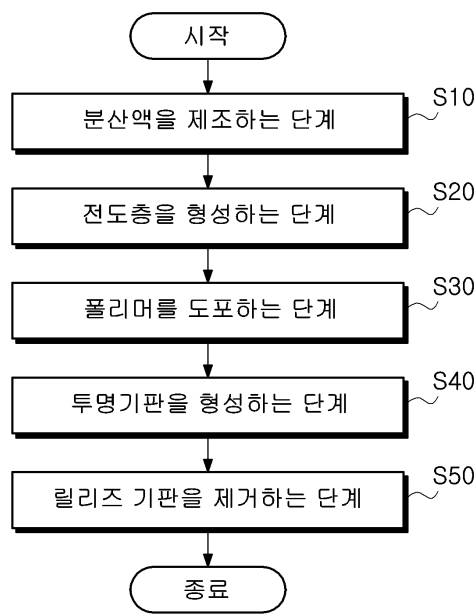 시작
분산액을 제조하는 단계
S10
전도층을 형성하는 단계
S20
폴리머를 도포하는 단계
S30
투명기판을 형성하는 단계
S40
릴리즈 기판을 제거하는 단계
S50
종료